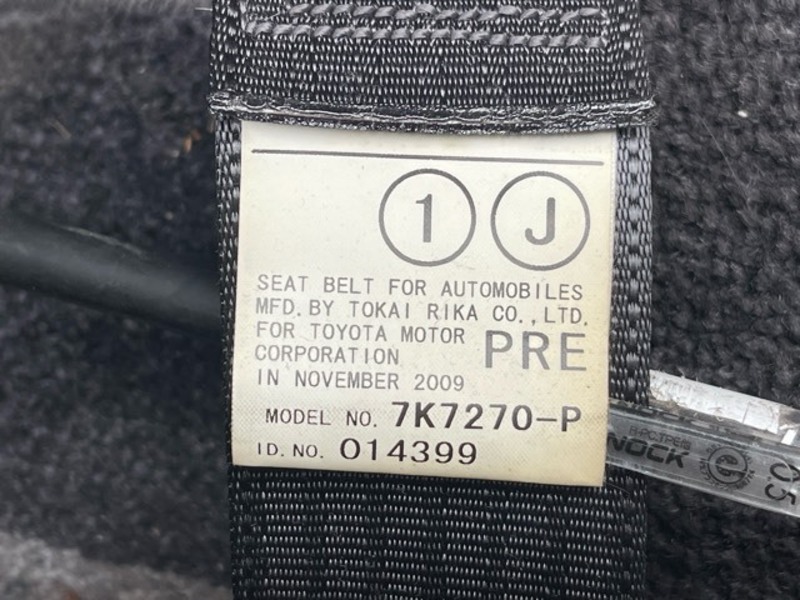 1 J
SEAT BELT FOR AUTOMOBILES
MFD. BY TOKAI RIKA CO., LTD.
FOR TOYOTA MOTOR
CORPORATION
PRE
IN NOVEMBER 2009
MODEL NO. 7K7270-P
ID. NO. 014399
NOCK
65